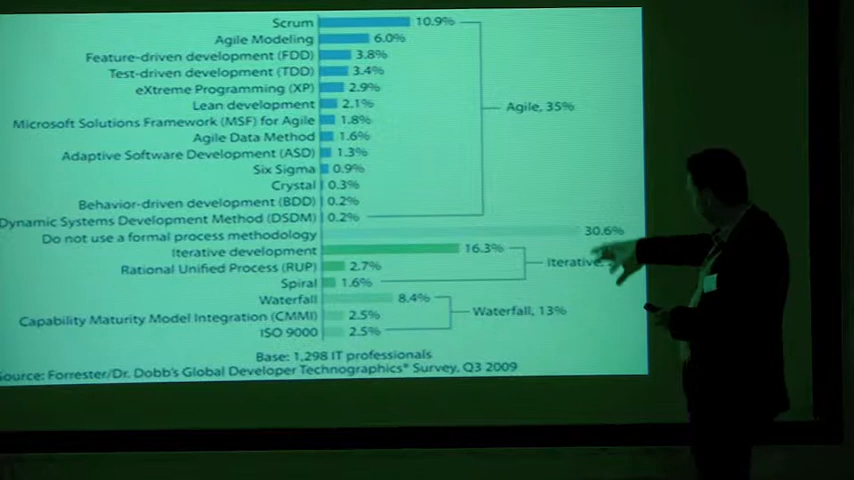 Scrum 10.9%
Agile Modeling 6.0%
Feature-driven development (FDD) 3.8%
Test-driven development (TDD) 3.4%
eXtreme Programming (XP) 2.9%
Lean development 2.1%
Microsoft Solutions Framework (MSF) for Agile 1.8%
Agile, 35%
Agile Data Method 1.6%
Adaptive Software Development (ASD) 1.3%
Six Sigma 0.9%
Crystal 0.3%
Behavior-driven development (BDD) 0.2%
Dynamic Systems Development Method (DSDM) 0.2%
Do not use a formal process methodology 30.6%
Iterative development 16.3%
Iterative,
Rational Unified Process (RUP) 2.7%
Spiral 1.6%
Waterfall 8.4%
Waterfall, 13%
Capability Maturity Model Integration (CMMI) 2.5%
ISO 9000 2.5%
Base: 1,298 IT professionals
Source: Forrester/Dr. Dobb's Global Developer Technographics® Survey, Q3 2009